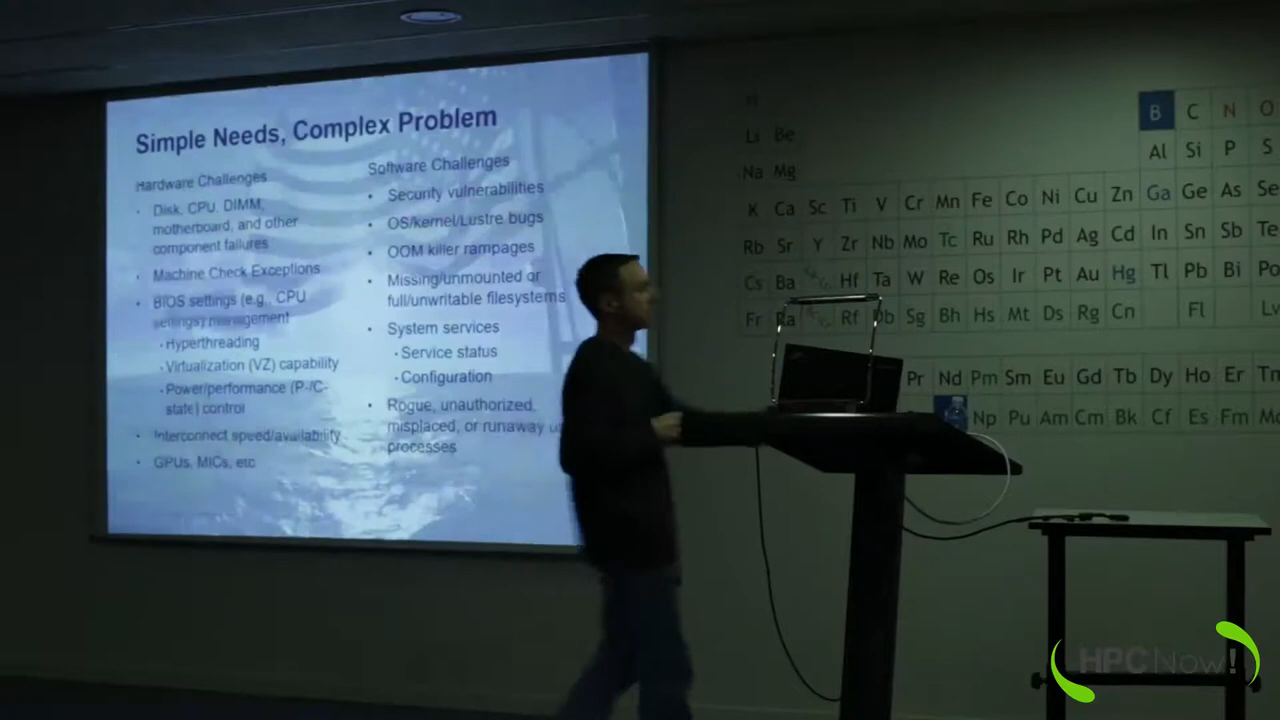 Simple Needs, Complex Problem
Hardware Challenges
• Disk, CPU, DIMM,
motherboard, and other
component failures
• Machine Check Exceptions
• BIOS settings (e.g., CPU
settings) management
• Hyperthreading
• Virtualization (VZ) capability
• Power/performance (P-/C-
state) control
• Interconnect speed/availability
• GPUs, MICs, etc
Software Challenges
• Security vulnerabilities
• OS/kernel/Lustre bugs
• OOM killer rampages
• Missing/unmounted or
full/unwritable filesystems
• System services
• Service status
• Configuration
• Rogue, unauthorized,
misplaced, or runaway
processes
H B C N O
Li Be Al Si P S
Na Mg
K Ca Sc Ti V Cr Mn Fe Co Ni Cu Zn Ga Ge As Se
Rb Sr Y Zr Nb Mo Tc Ru Rh Pd Ag Cd In Sn Sb Te
Cs Ba Hf Ta W Re Os Ir Pt Au Hg Tl Pb Bi Po
Fr Ra Rf Db Sg Bh Hs Mt Ds Rg Cn Fl Lv
Pr Nd Pm Sm Eu Gd Tb Dy Ho Er Tm
Np Pu Am Cm Bk Cf Es Fm Md
HPCNow!